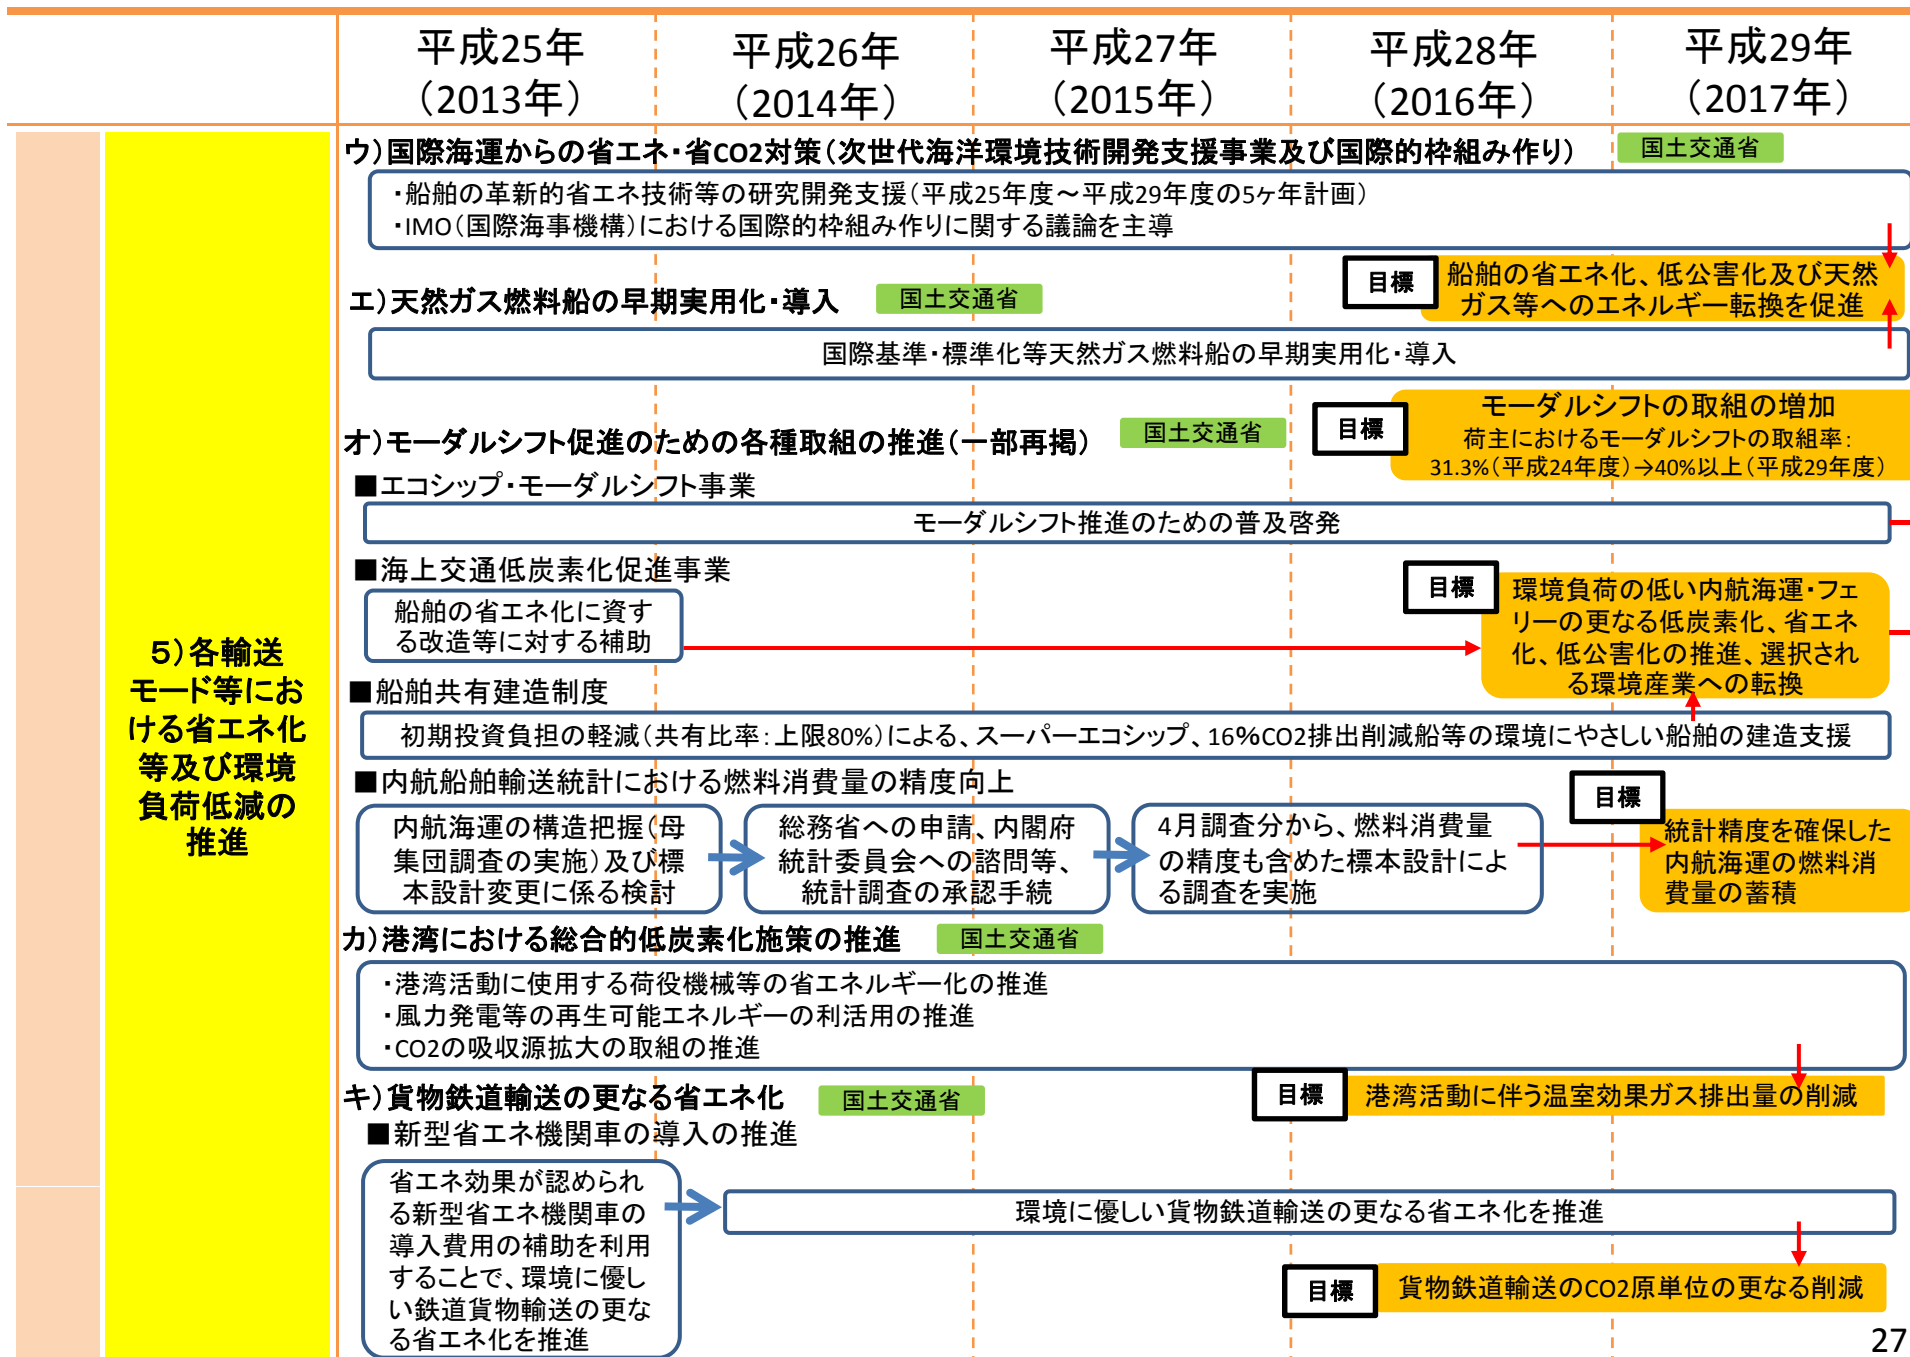 平成25年
（2013年）
平成26年
（2014年）
平成27年
（2015年）
平成28年
（2016年）
平成29年
（2017年）
5）各輸送
モード等にお
ける省エネ化
等及び環境
負荷低減の
推進
ウ）国際海運からの省エネ・省CO2対策（次世代海洋環境技術開発支援事業及び国際的枠組み作り）
国土交通省
・船舶の革新的省エネ技術等の研究開発支援（平成25年度～平成29年度の5ヶ年計画）
・IMO（国際海事機構）における国際的枠組み作りに関する議論を主導
目標
船舶の省エネ化、低公害化及び天然
ガス等へのエネルギー転換を促進
エ）天然ガス燃料船の早期実用化・導入
国土交通省
国際基準・標準化等天然ガス燃料船の早期実用化・導入
オ）モーダルシフト促進のための各種取組の推進（一部再掲）
国土交通省
目標
モーダルシフトの取組の増加
荷主におけるモーダルシフトの取組率：
31.3%（平成24年度）→40%以上（平成29年度）
■エコシップ・モーダルシフト事業
モーダルシフト推進のための普及啓発
■海上交通低炭素化促進事業
船舶の省エネ化に資す
る改造等に対する補助
目標
環境負荷の低い内航海運・フェ
リーの更なる低炭素化、省エネ
化、低公害化の推進、選択され
る環境産業への転換
■船舶共有建造制度
初期投資負担の軽減（共有比率：上限80%）による、スーパーエコシップ、16%CO2排出削減船等の環境にやさしい船舶の建造支援
■内航船舶輸送統計における燃料消費量の精度向上
内航海運の構造把握（母
集団調査の実施）及び標
本設計変更に係る検討
総務省への申請、内閣府
統計委員会への諮問等、
統計調査の承認手続
4月調査分から、燃料消費量
の精度も含めた標本設計によ
る調査を実施
目標
統計精度を確保した
内航海運の燃料消
費量の蓄積
カ）港湾における総合的低炭素化施策の推進
国土交通省
・港湾活動に使用する荷役機械等の省エネルギー化の推進
・風力発電等の再生可能エネルギーの利活用の推進
・CO2の吸収源拡大の取組の推進
目標
港湾活動に伴う温室効果ガス排出量の削減
キ）貨物鉄道輸送の更なる省エネ化
国土交通省
■新型省エネ機関車の導入の推進
省エネ効果が認められ
る新型省エネ機関車の
導入費用の補助を利用
することで、環境に優し
い鉄道貨物輸送の更な
る省エネ化を推進
環境に優しい貨物鉄道輸送の更なる省エネ化を推進
目標
貨物鉄道輸送のCO2原単位の更なる削減
27